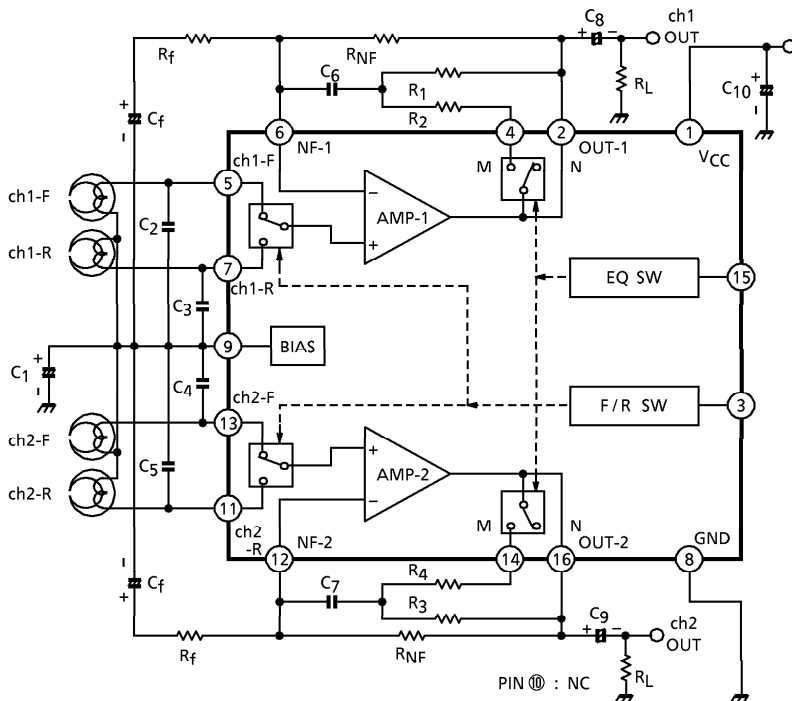 C8
ch1
OUT
Rf
RNF
C6
R1
R2
RL
C10
Cf
6
NF-1
4
2
OUT-1
1
VCC
ch1-F
M
N
ch1-F
5
AMP-1
C2
ch1-R
7
ch1-R
C3
EQ SW
15
9
BIAS
C1
C4
ch2-F
F/R SW
3
13
ch2-F
C5
AMP-2
ch2-R
11
ch2
-R
NF-2
M
N
OUT-2
GND
12
14
16
8
Cf
C7
R4
R3
C9
ch2
OUT
Rf
RNF
RL
PIN ⑩ : NC